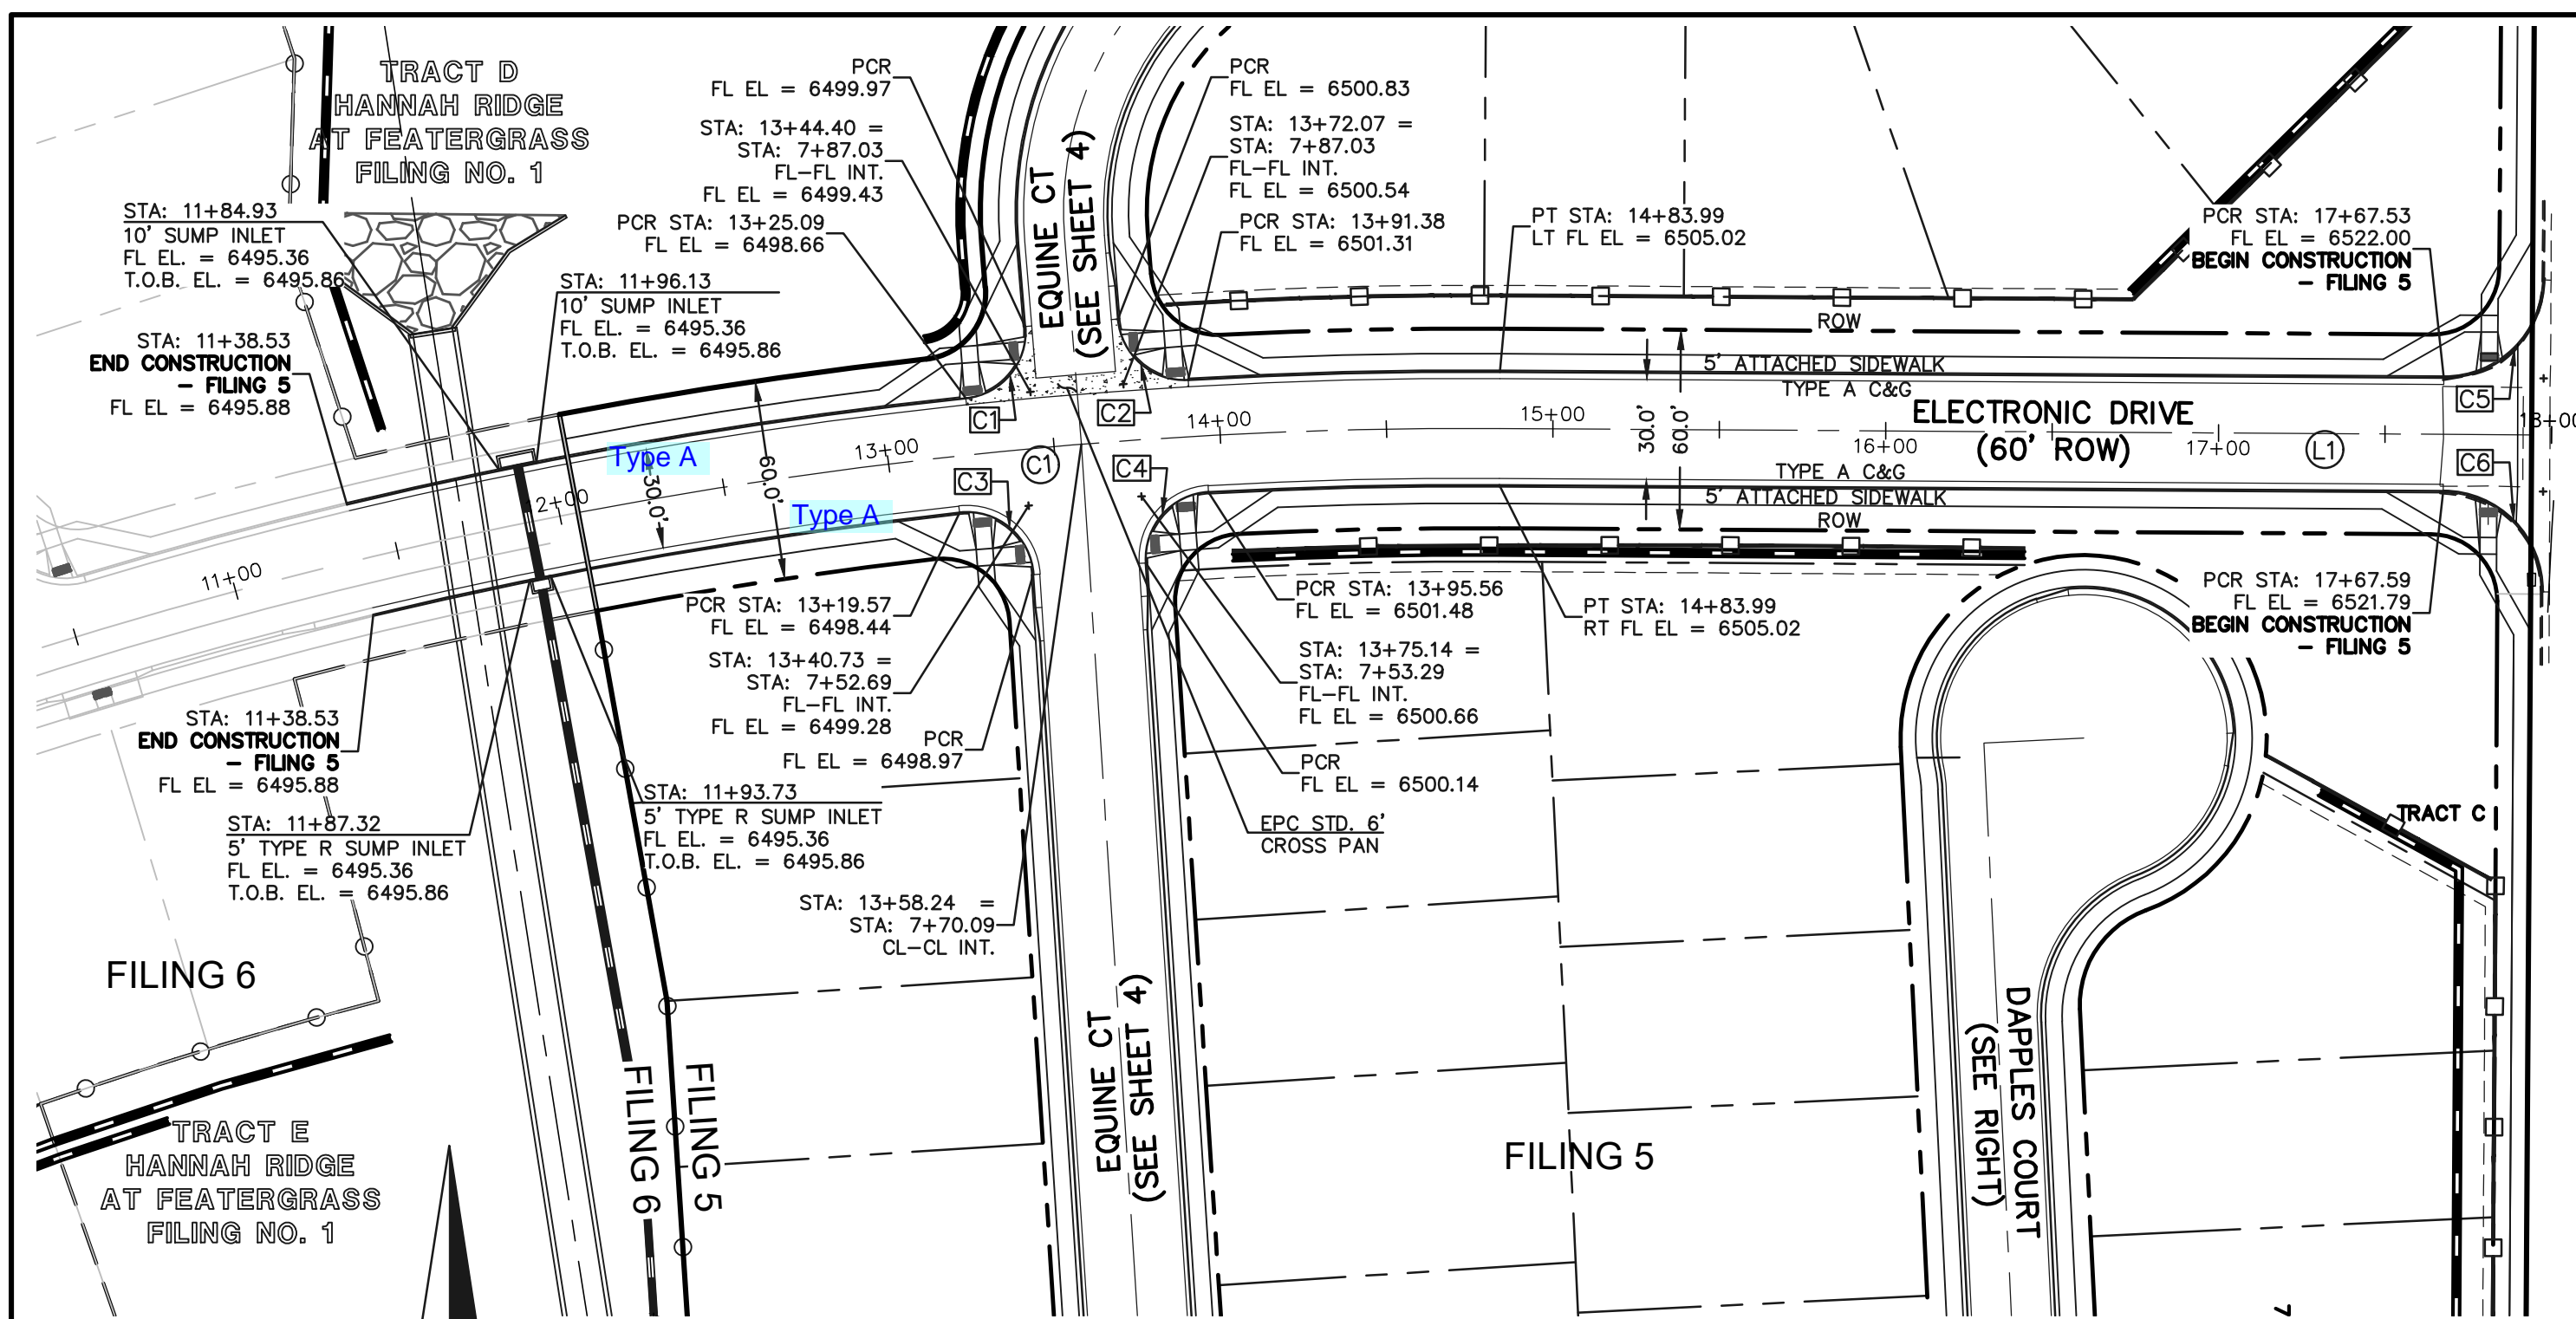 TRACT D
HANNAH RIDGE
AT FEATERGRASS
FILING NO. 1
PCR
FL EL = 6499.97
STA: 13+44.40 =
STA: 7+87.03
FL-FL INT.
FL EL = 6499.43
PCR STA: 13+25.09
FL EL = 6498.66
EQUINE CT
(SEE SHEET 4)
PCR
FL EL = 6500.83
STA: 13+72.07 =
STA: 7+87.03
FL-FL INT.
FL EL = 6500.54
PCR STA: 13+91.38
FL EL = 6501.31
PT STA: 14+83.99
LT FL EL = 6505.02
PCR STA: 17+67.53
FL EL = 6522.00
BEGIN CONSTRUCTION
- FILING 5
STA: 11+84.93
10' SUMP INLET
FL EL. = 6495.36
T.O.B. EL. = 6495.86
STA: 11+96.13
10' SUMP INLET
FL EL. = 6495.36
T.O.B. EL. = 6495.86
STA: 11+38.53
END CONSTRUCTION
- FILING 5
FL EL = 6495.88
ROW
5' ATTACHED SIDEWALK
TYPE A C&G
ELECTRONIC DRIVE
(60' ROW)
TYPE A C&G
5' ATTACHED SIDEWALK
ROW
30.0'
60.0'
C1
C2
C5
C1
C3
C4
C6
L1
11+00
12+00
13+00
14+00
15+00
16+00
17+00
18+00
Type A
Type A
30.0'
60.0'
PCR STA: 13+19.57
FL EL = 6498.44
STA: 13+40.73 =
STA: 7+52.69
FL-FL INT.
FL EL = 6499.28
PCR
FL EL = 6498.97
PCR STA: 13+95.56
FL EL = 6501.48
STA: 13+75.14 =
STA: 7+53.29
FL-FL INT.
FL EL = 6500.66
PCR
FL EL = 6500.14
PT STA: 14+83.99
RT FL EL = 6505.02
PCR STA: 17+67.59
FL EL = 6521.79
BEGIN CONSTRUCTION
- FILING 5
STA: 11+38.53
END CONSTRUCTION
- FILING 5
FL EL = 6495.88
STA: 11+87.32
5' TYPE R SUMP INLET
FL EL. = 6495.36
T.O.B. EL. = 6495.86
STA: 11+93.73
5' TYPE R SUMP INLET
FL EL. = 6495.36
T.O.B. EL. = 6495.86
EPC STD. 6'
CROSS PAN
STA: 13+58.24 =
STA: 7+70.09
CL-CL INT.
TRACT C
FILING 6
FILING 6
FILING 5
EQUINE CT
(SEE SHEET 4)
FILING 5
DAPPLES COURT
(SEE RIGHT)
TRACT E
HANNAH RIDGE
AT FEATERGRASS
FILING NO. 1
7